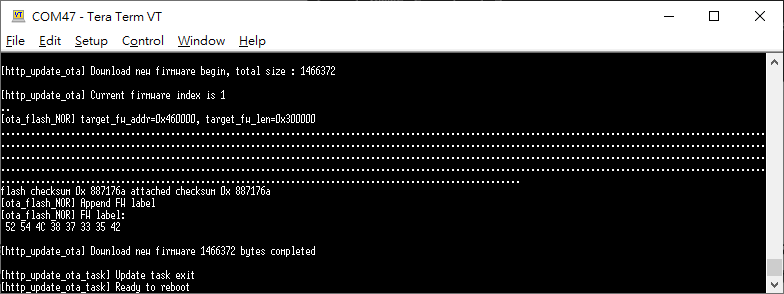 COM47 - Tera Term VT
File Edit Setup Control Window Help
[http_update_ota] Download new firmware begin, total size : 1466372
[http_update_ota] Current firmware index is 1
..
[ota_flash_NOR] target_fw_addr=0x460000, target_fw_len=0x300000
flash checksum 0x 887176a attached checksum 0x 887176a
[ota_flash_NOR] Append FW label
[ota_flash_NOR] FW label:
52 54 4C 38 37 33 35 42
[http_update_ota] Download new firmware 1466372 bytes completed
[http_update_ota_task] Update task exit
[http_update_ota_task] Ready to reboot